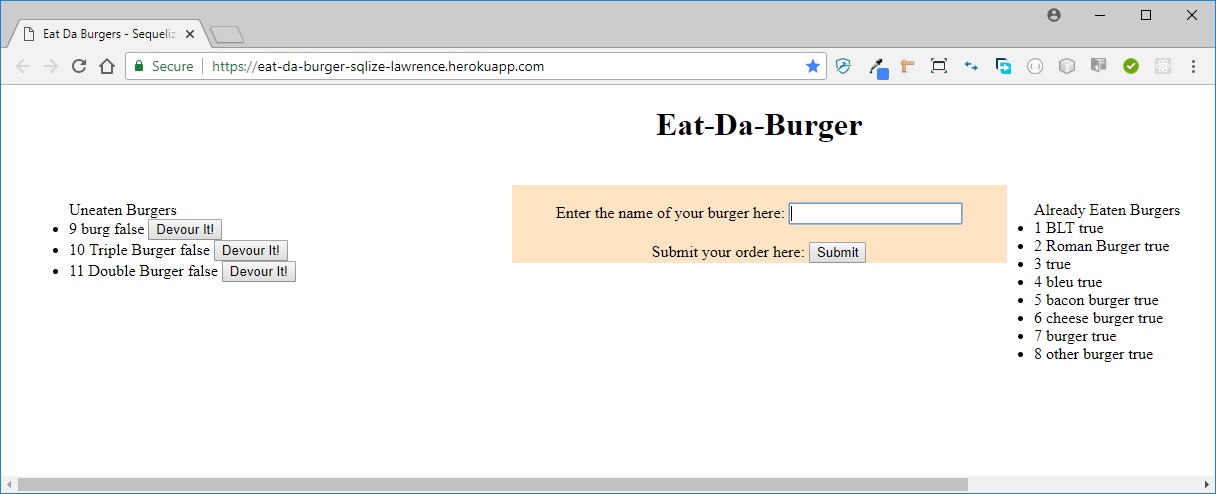 Eat Da Burgers - Sequeliz
Secure
https://eat-da-burger-sqlize-lawrence.herokuapp.com
Eat-Da-Burger
Uneaten Burgers
9 burg false Devour It!
10 Triple Burger false Devour It!
11 Double Burger false Devour It!
Enter the name of your burger here:
Submit your order here: Submit
Already Eaten Burgers
1 BLT true
2 Roman Burger true
3 true
4 bleu true
5 bacon burger true
6 cheese burger true
7 burger true
8 other burger true